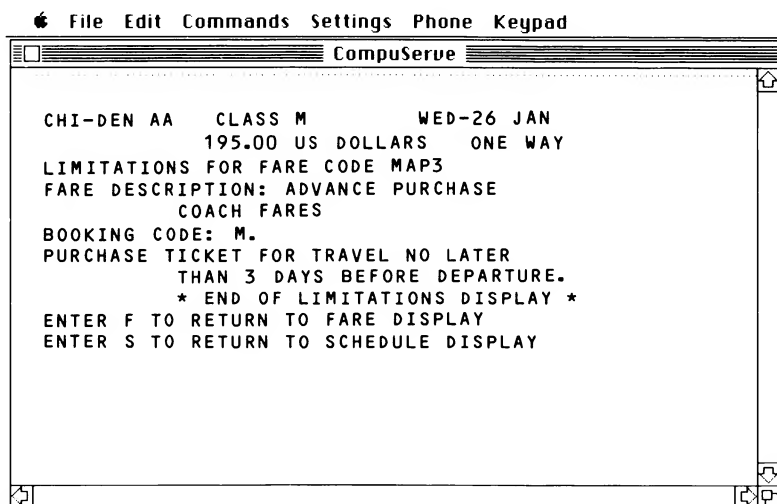 File Edit Commands Settings Phone Keypad
CompuServe
CHI-DEN AA CLASS M WED-26 JAN
195.00 US DOLLARS ONE WAY
LIMITATIONS FOR FARE CODE MAP3
FARE DESCRIPTION: ADVANCE PURCHASE
COACH FARES
BOOKING CODE: M.
PURCHASE TICKET FOR TRAVEL NO LATER
THAN 3 DAYS BEFORE DEPARTURE.
* END OF LIMITATIONS DISPLAY *
ENTER F TO RETURN TO FARE DISPLAY
ENTER S TO RETURN TO SCHEDULE DISPLAY